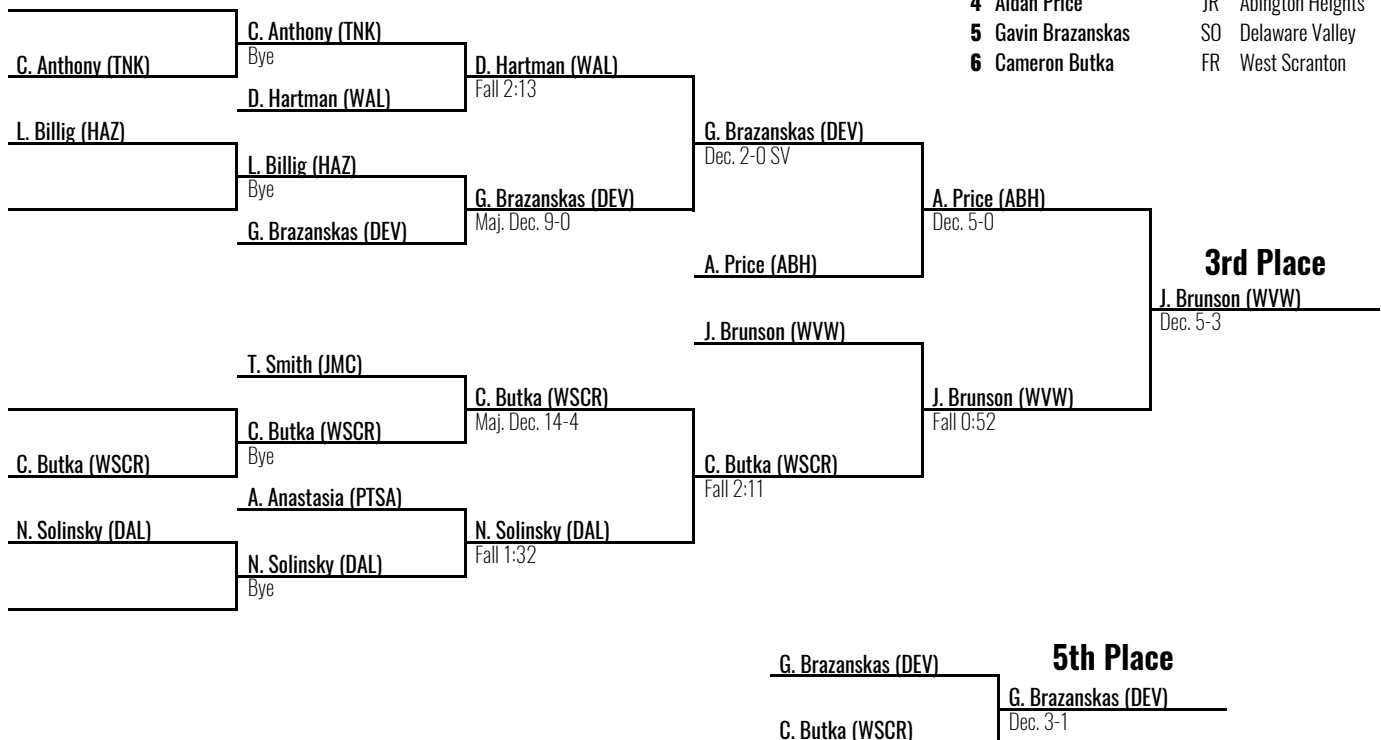 4 Aidan Price JR Abington Heights
C. Anthony (TNK)
5 Gavin Brazanskas SO Delaware Valley
Bye
C. Anthony (TNK)
D. Hartman (WAL)
6 Cameron Butka FR West Scranton
Fall 2:13
D. Hartman (WAL)
L. Billig (HAZ)
G. Brazanskas (DEV)
Dec. 2-0 SV
L. Billig (HAZ)
Bye
G. Brazanskas (DEV)
A. Price (ABH)
Maj. Dec. 9-0
Dec. 5-0
G. Brazanskas (DEV)
A. Price (ABH)
3rd Place
J. Brunson (WVW)
Dec. 5-3
J. Brunson (WVW)
T. Smith (JMC)
C. Butka (WSCR)
J. Brunson (WVW)
Maj. Dec. 14-4
Fall 0:52
C. Butka (WSCR)
Bye
C. Butka (WSCR)
C. Butka (WSCR)
Fall 2:11
A. Anastasia (PTSA)
N. Solinsky (DAL)
N. Solinsky (DAL)
Fall 1:32
N. Solinsky (DAL)
Bye
5th Place
G. Brazanskas (DEV)
G. Brazanskas (DEV)
Dec. 3-1
C. Butka (WSCR)